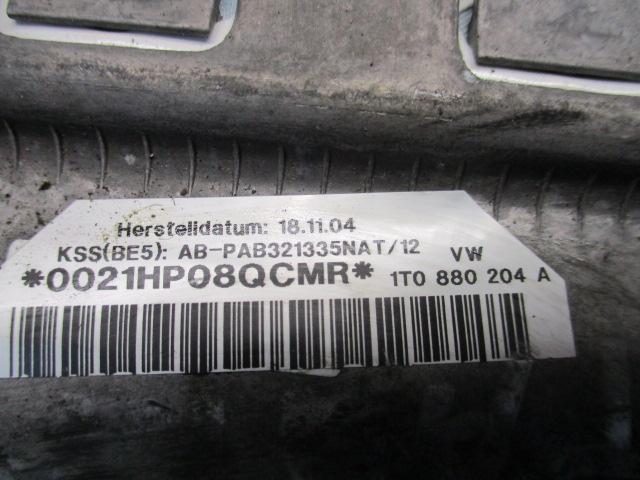 Herstelldatum: 18.11.04
KSS(BE5): AB-PAB321335NAT/12 VW
*0021HP08QCMR* 1T0 880 204 A